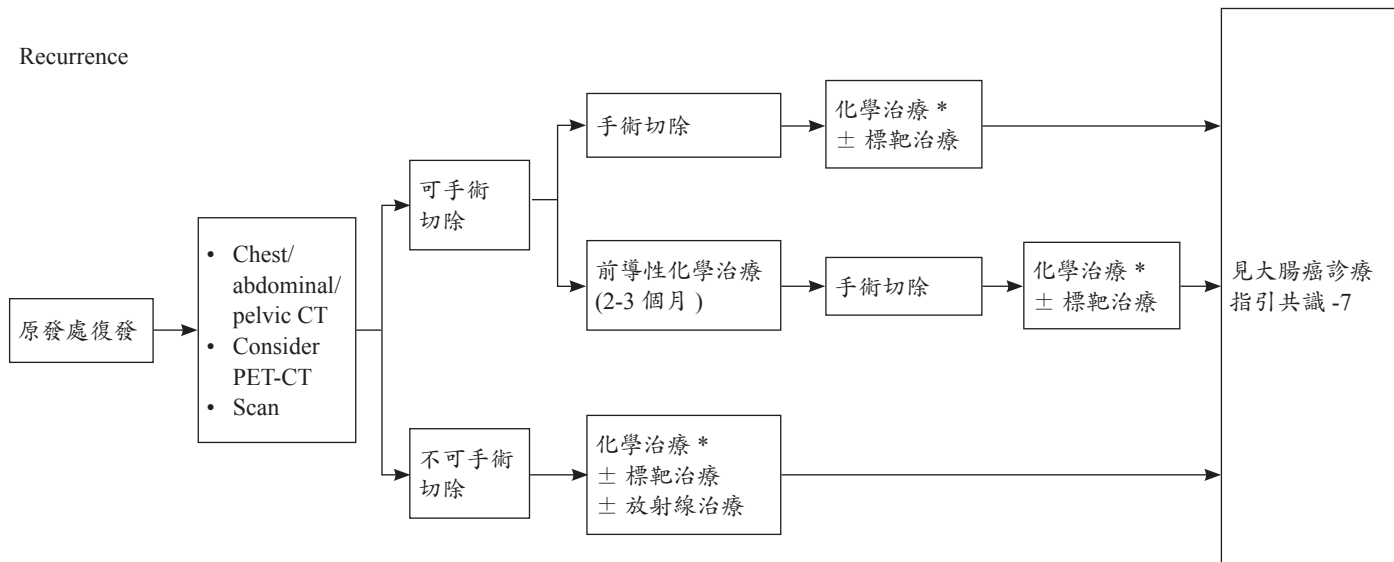 Recurrence
原發處復發
• Chest/
abdominal/
pelvic CT
• Consider
PET-CT
• Scan
可手術
切除
手術切除
化學治療 *
± 標靶治療
前導性化學治療
(2-3 個月 )
手術切除
化學治療 *
± 標靶治療
不可手術
切除
化學治療 *
± 標靶治療
± 放射線治療
見大腸癌診療
指引共識 -7